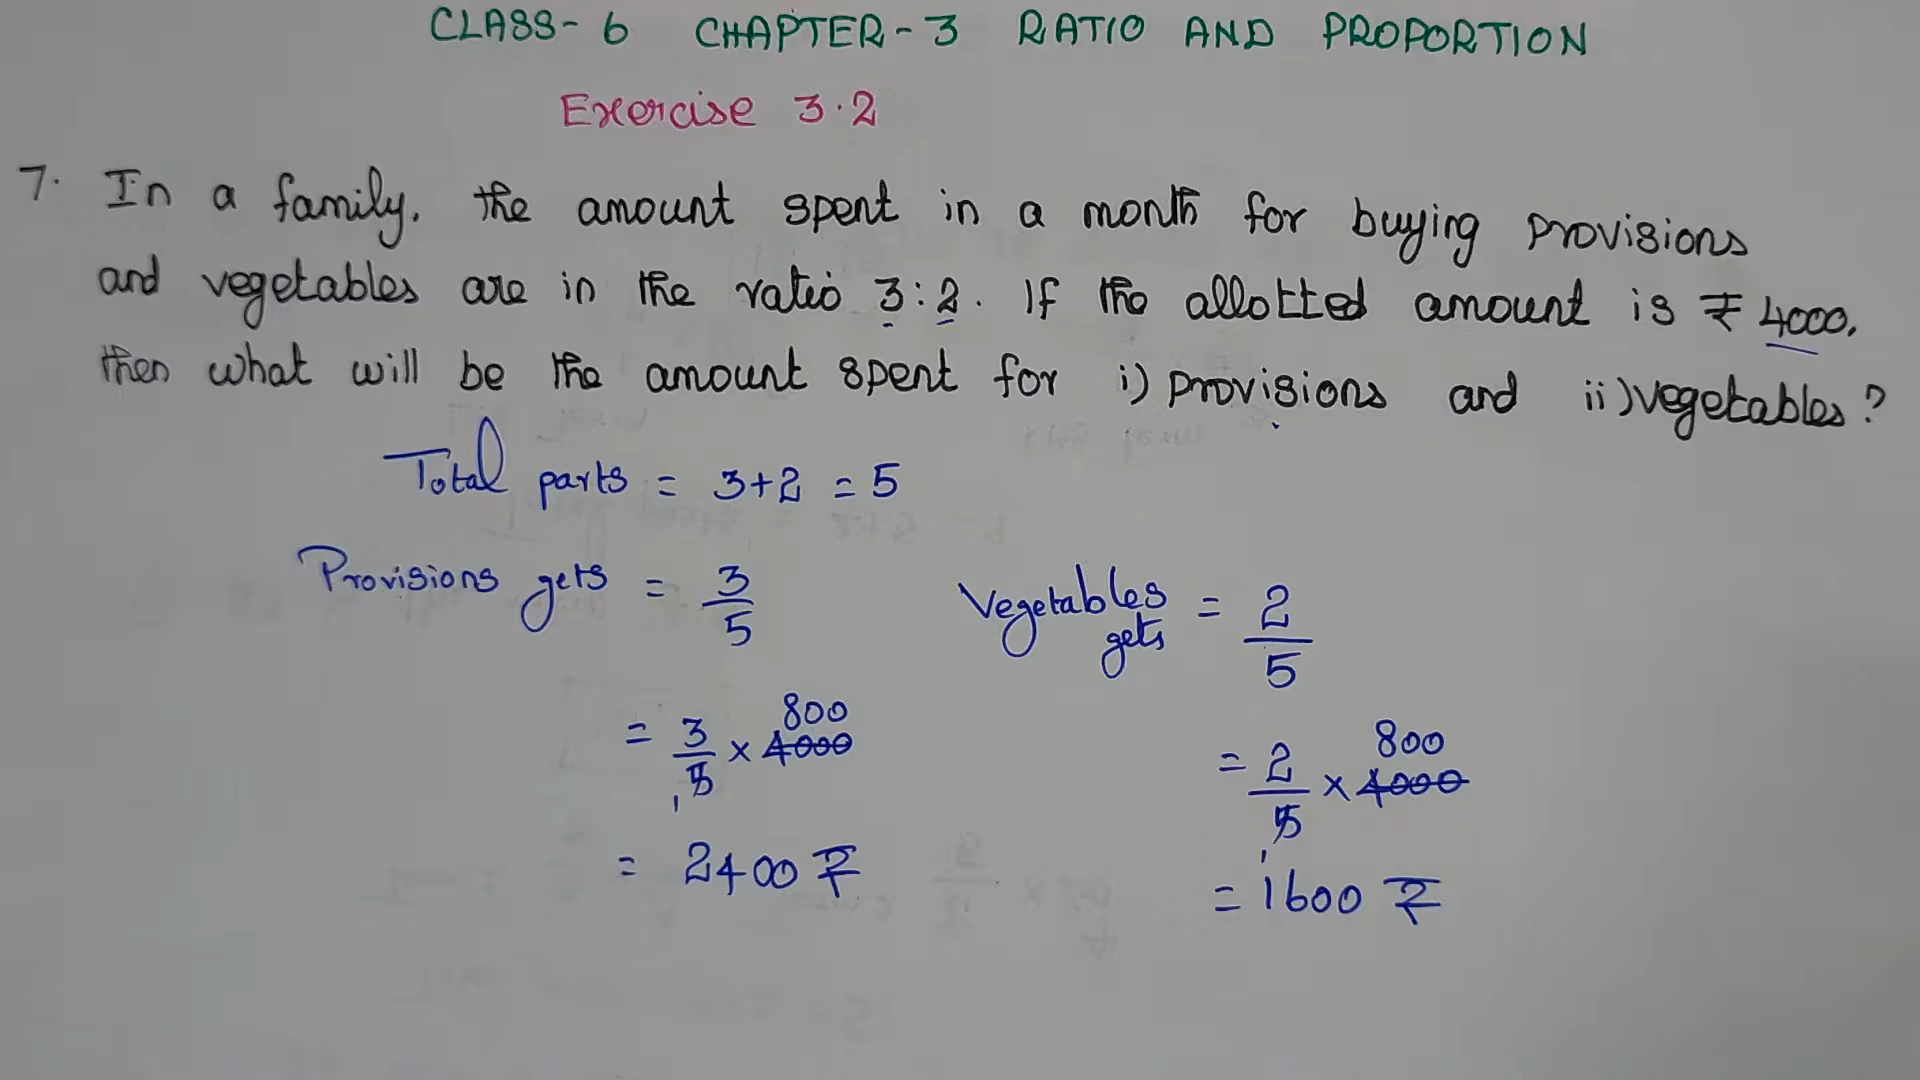 CLASS-6 CHAPTER-3 RATIO AND PROPORTION
Exercise 3.2
7. In a family, the amount spent in a month for buying provisions
and vegetables are in the ratio 3:2. If the allotted amount is ₹ 4000,
then what will be the amount spent for i) provisions and ii) vegetables?
Total parts = 3+2 = 5
Provisions gets = 3/5
Vegetables gets = 2/5
= 3/5 × 4000 800
1
= 2/5 × 4000 800
1
= 2400 ₹
= 1600 ₹